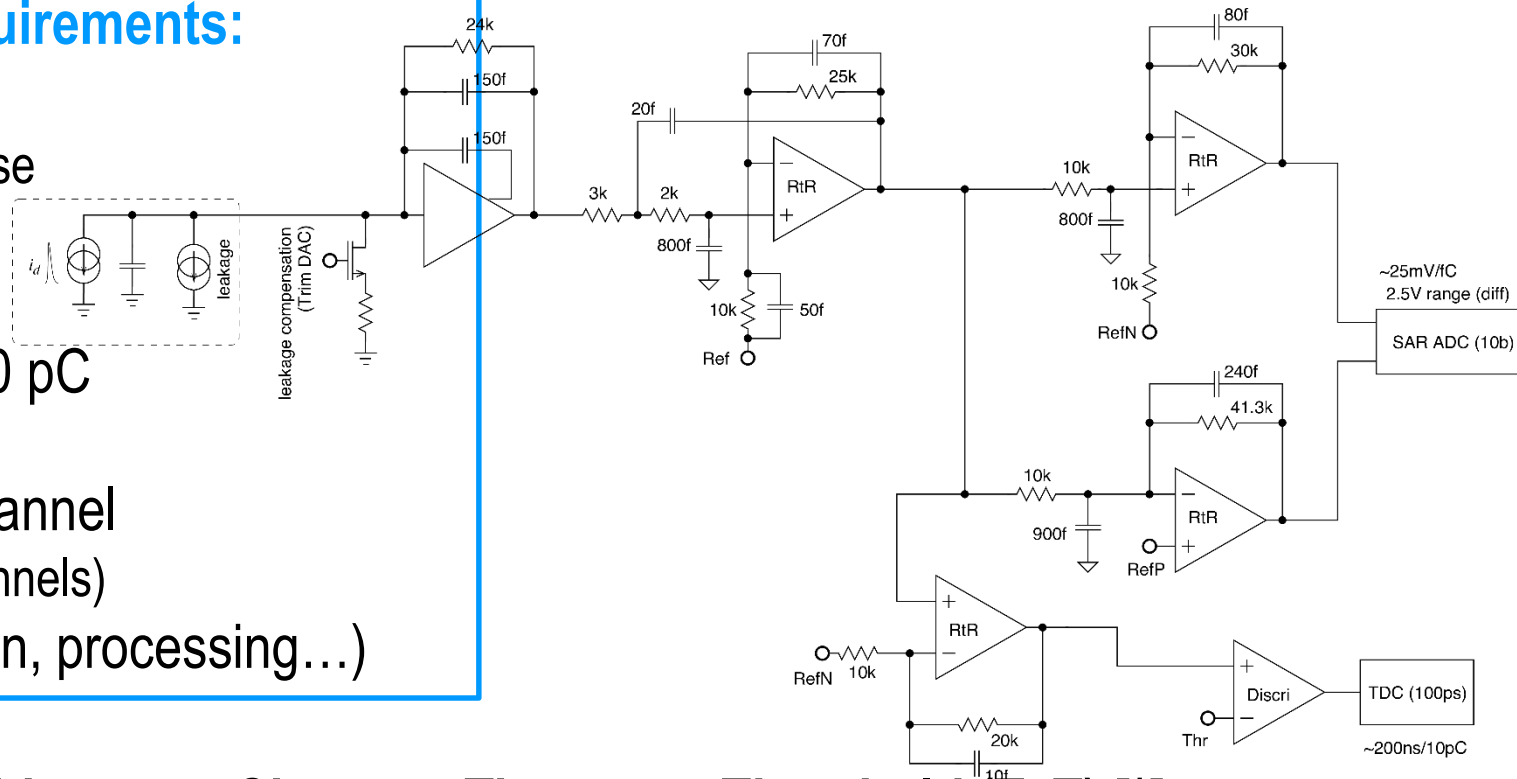 uirements:
se
0 pC
annel
nnels)
n, processing…)
24k
150f
150f
i_d
leakage
leakage compensation
(Trim DAC)
3k
20f
2k
800f
70f
25k
RtR
−
+
10k
50f
Ref
10k
800f
80f
30k
RtR
−
+
10k
RefN
~25mV/fC
2.5V range (diff)
SAR ADC (10b)
10k
900f
240f
41.3k
RtR
−
+
RefP
+
RtR
−
RefN
10k
20k
10f
+
Discri
−
Thr
TDC (100ps)
~200ns/10pC